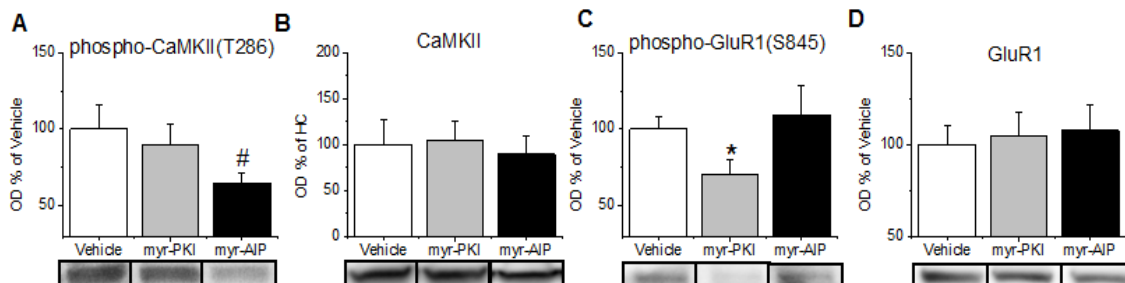 A
phospho-CaMKII(T286)
150
100
50
OD % of Vehicle
#
Vehicle myr-PKI myr-AIP
B
CaMKII
200
150
100
50
0
OD % of HC
Vehicle myr-PKI myr-AIP
C
phospho-GluR1(S845)
150
100
50
OD % of Vehicle
*
Vehicle myr-PKI myr-AIP
D
GluR1
150
100
50
OD % of Vehicle
Vehicle myr-PKI myr-AIP